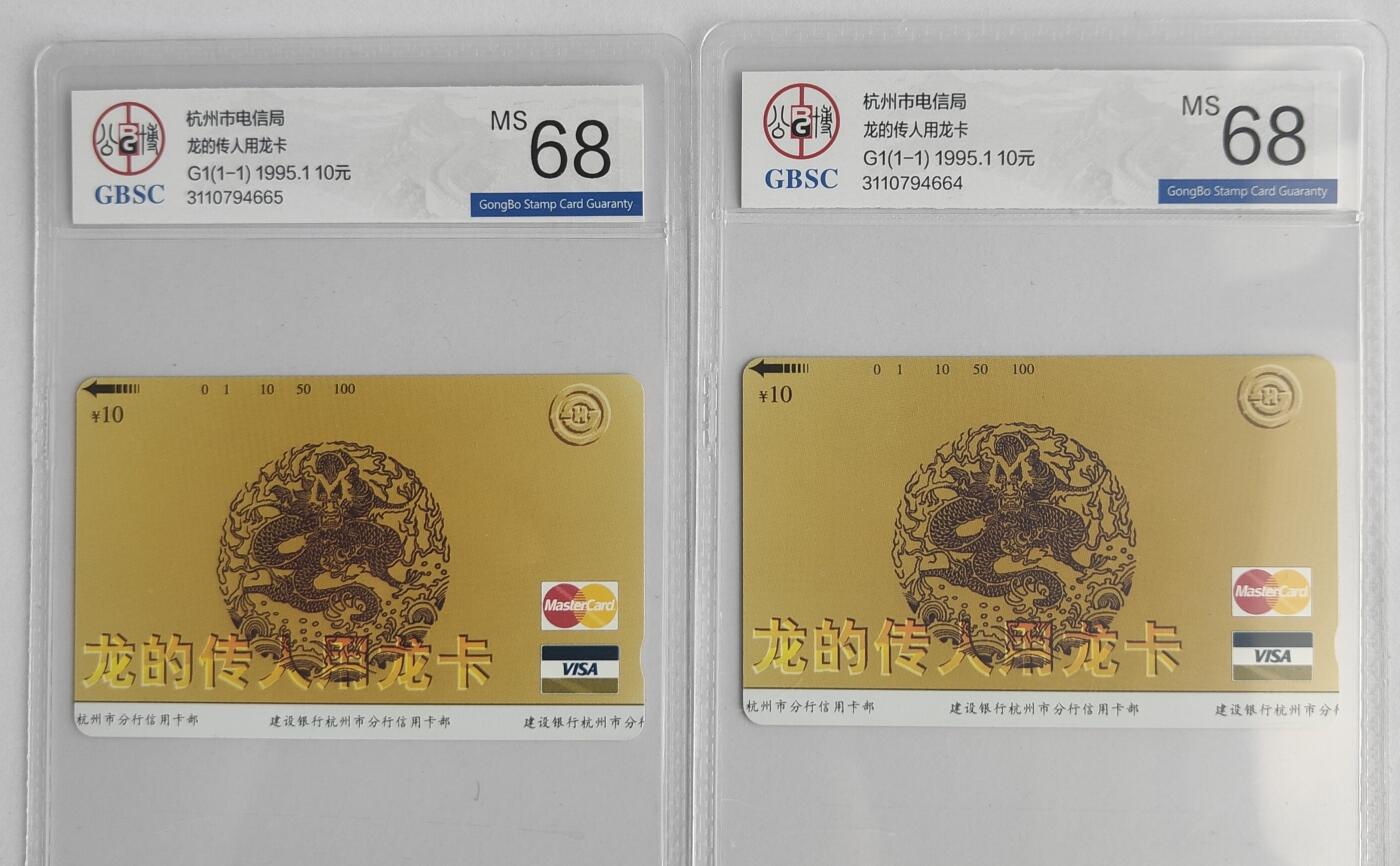 杭州市电信局
龙的传人用龙卡
G1(1-1) 1995.1 10元
3110794665
公 BG 博
GBSC
MS 68
GongBo Stamp Card Guaranty
0 1 10 50 100
¥10
MasterCard
VISA
龙的传人用龙卡
杭州市分行信用卡部 建设银行杭州市分行信用卡部 建设银行杭州市分行
杭州市电信局
龙的传人用龙卡
G1(1-1) 1995.1 10元
3110794664
公 BG 博
GBSC
MS 68
GongBo Stamp Card Guaranty
0 1 10 50 100
¥10
MasterCard
VISA
龙的传人用龙卡
杭州市分行信用卡部 建设银行杭州市分行信用卡部 建设银行杭州市分